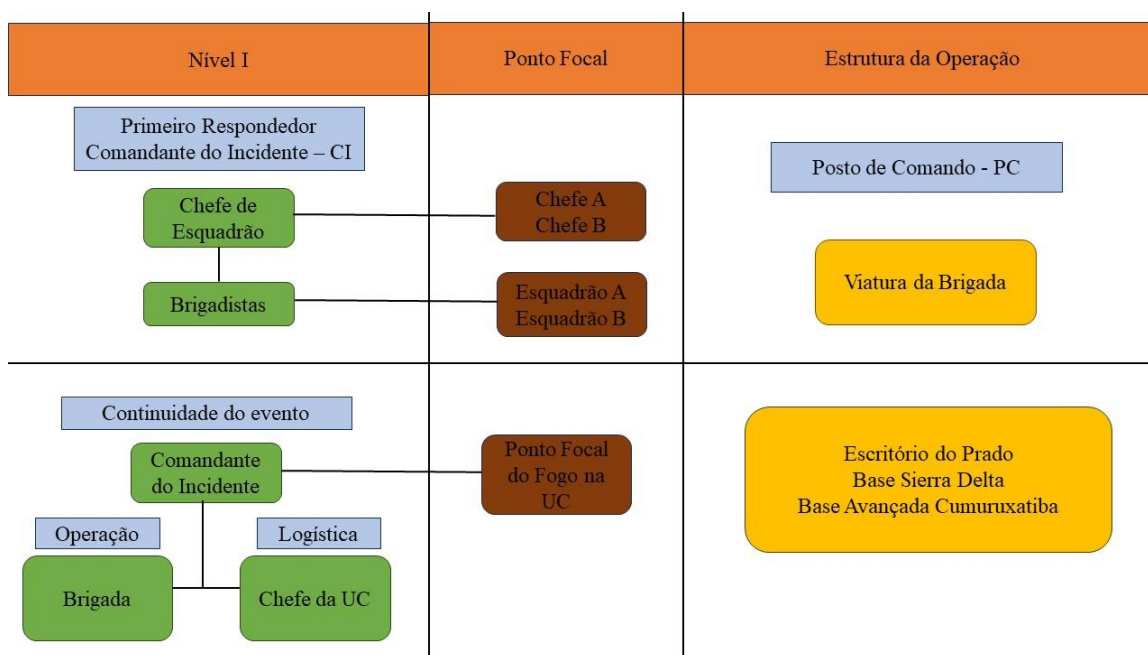 Nível I
Ponto Focal
Estrutura da Operação
Primeiro Respondedor
Comandante do Incidente – CI
Posto de Comando - PC
Chefe de
Esquadrão
Chefe A
Chefe B
Viatura da Brigada
Brigadistas
Esquadrão A
Esquadrão B
Continuidade do evento
Comandante
do Incidente
Ponto Focal
do Fogo na
UC
Escritório do Prado
Base Sierra Delta
Base Avançada Cumuruxatiba
Operação
Logística
Brigada
Chefe da UC